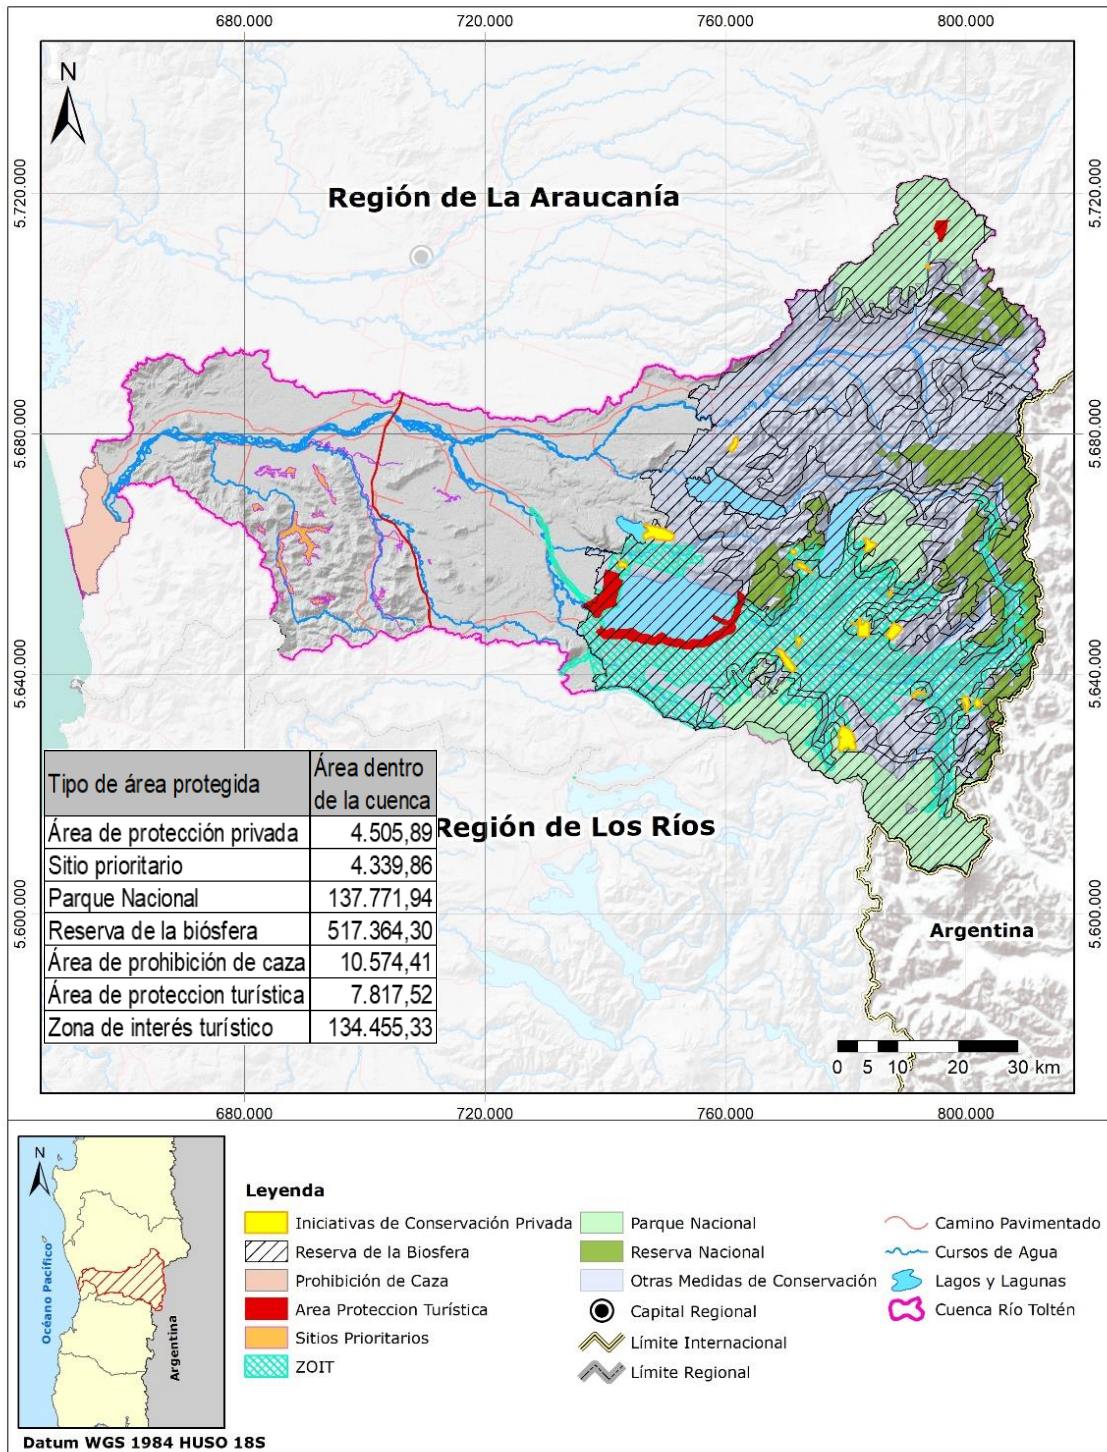 680.000 720.000 760.000 800.000
N
5.720.000 5.720.000
Región de La Araucanía
5.680.000 5.680.000
5.640.000 5.640.000
Tipo de área protegida Área dentro
de la cuenca
Área de protección privada 4.505,89
Sitio prioritario 4.339,86
Parque Nacional 137.771,94
Reserva de la biósfera 517.364,30
Área de prohibición de caza 10.574,41
Área de proteccion turística 7.817,52
Zona de interés turístico 134.455,33
Región de Los Ríos
5.600.000 5.600.000
Argentina
0 5 10 20 30 km
680.000 720.000 760.000 800.000
N
Océano Pacífico
Argentina
Leyenda
Iniciativas de Conservación Privada
Reserva de la Biosfera
Prohibición de Caza
Area Proteccion Turística
Sitios Prioritarios
ZOIT
Parque Nacional
Reserva Nacional
Otras Medidas de Conservación
Capital Regional
Límite Internacional
Límite Regional
Camino Pavimentado
Cursos de Agua
Lagos y Lagunas
Cuenca Río Toltén
Datum WGS 1984 HUSO 18S